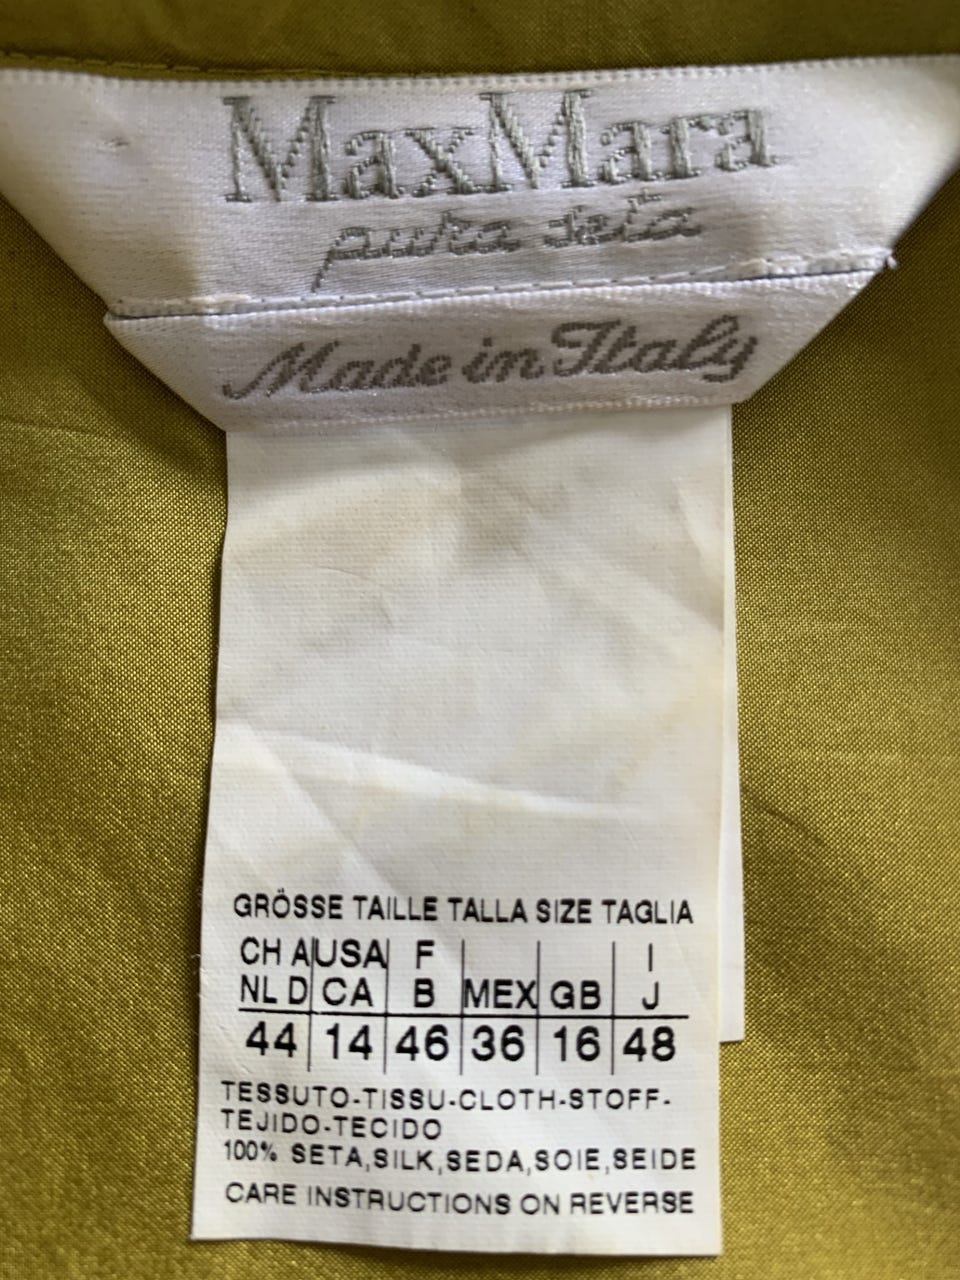 MaxMara
pura seta
Made in Italy
GRÖSSE TAILLE TALLA SIZE TAGLIA
CH A USA F I
NL D CA B MEX GB J
44 14 46 36 16 48
TESSUTO-TISSU-CLOTH-STOFF-
TEJIDO-TECIDO
100% SETA,SILK,SEDA,SOIE,SEIDE
CARE INSTRUCTIONS ON REVERSE